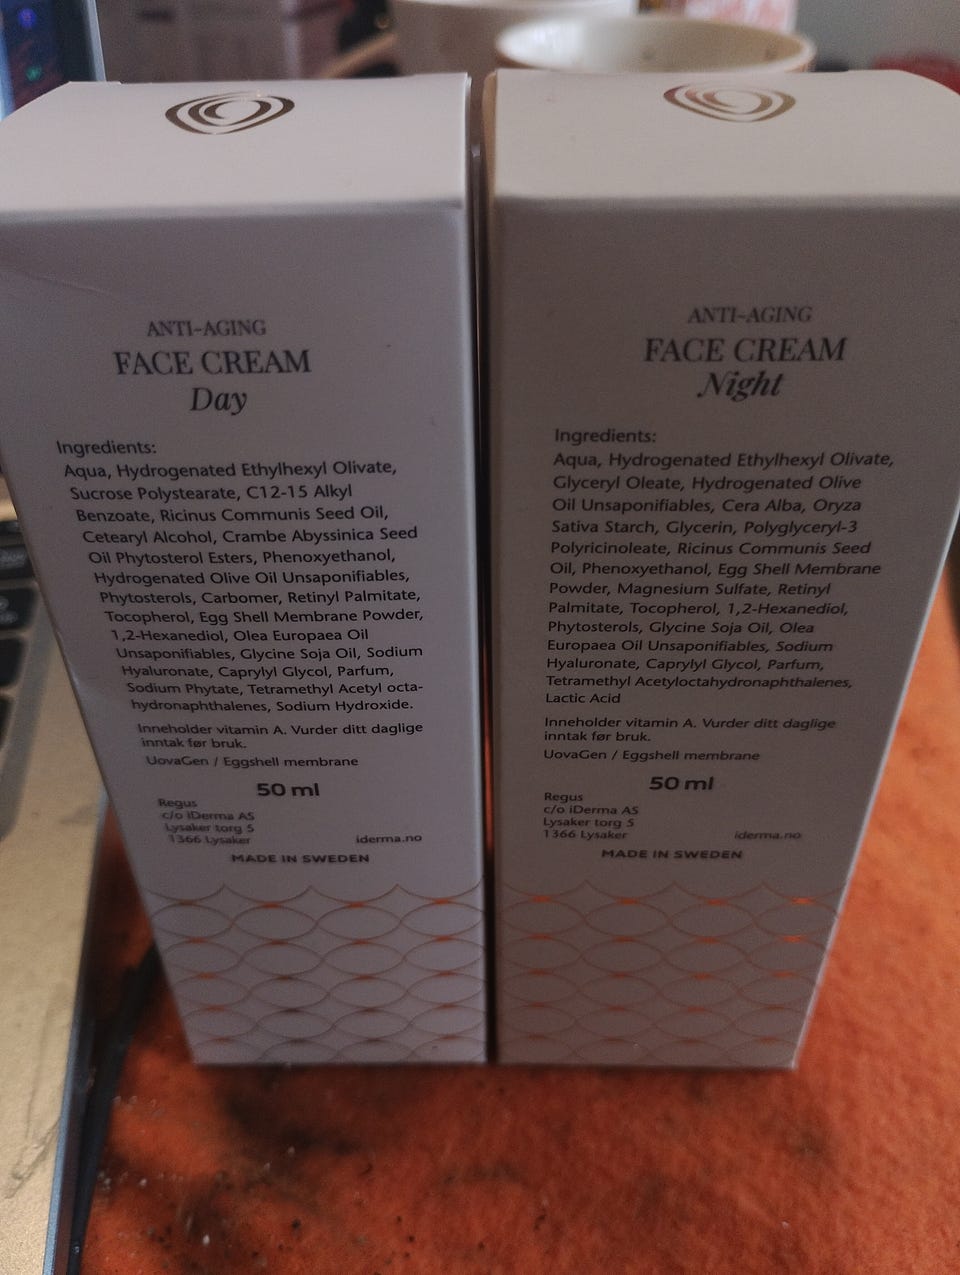 ANTI-AGING
FACE CREAM
Day
Ingredients:
Aqua, Hydrogenated Ethylhexyl Olivate,
Sucrose Polystearate, C12-15 Alkyl
Benzoate, Ricinus Communis Seed Oil,
Cetearyl Alcohol, Crambe Abyssinica Seed
Oil Phytosterol Esters, Phenoxyethanol,
Hydrogenated Olive Oil Unsaponifiables,
Phytosterols, Carbomer, Retinyl Palmitate,
Tocopherol, Egg Shell Membrane Powder,
1,2-Hexanediol, Olea Europaea Oil
Unsaponifiables, Glycine Soja Oil, Sodium
Hyaluronate, Caprylyl Glycol, Parfum,
Sodium Phytate, Tetramethyl Acetyl octa-
hydronaphthalenes, Sodium Hydroxide.
Inneholder vitamin A. Vurder ditt daglige
inntak før bruk.
UovaGen / Eggshell membrane
50 ml
Regus
c/o iDerma AS
Lysaker torg 5
1366 Lysaker
iderma.no
MADE IN SWEDEN
ANTI-AGING
FACE CREAM
Night
Ingredients:
Aqua, Hydrogenated Ethylhexyl Olivate,
Glyceryl Oleate, Hydrogenated Olive
Oil Unsaponifiables, Cera Alba, Oryza
Sativa Starch, Glycerin, Polyglyceryl-3
Polyricinoleate, Ricinus Communis Seed
Oil, Phenoxyethanol, Egg Shell Membrane
Powder, Magnesium Sulfate, Retinyl
Palmitate, Tocopherol, 1,2-Hexanediol,
Phytosterols, Glycine Soja Oil, Olea
Europaea Oil Unsaponifiables, Sodium
Hyaluronate, Caprylyl Glycol, Parfum,
Tetramethyl Acetyloctahydronaphthalenes,
Lactic Acid
Inneholder vitamin A. Vurder ditt daglige
inntak før bruk.
UovaGen / Eggshell membrane
50 ml
Regus
c/o iDerma AS
Lysaker torg 5
1366 Lysaker
iderma.no
MADE IN SWEDEN